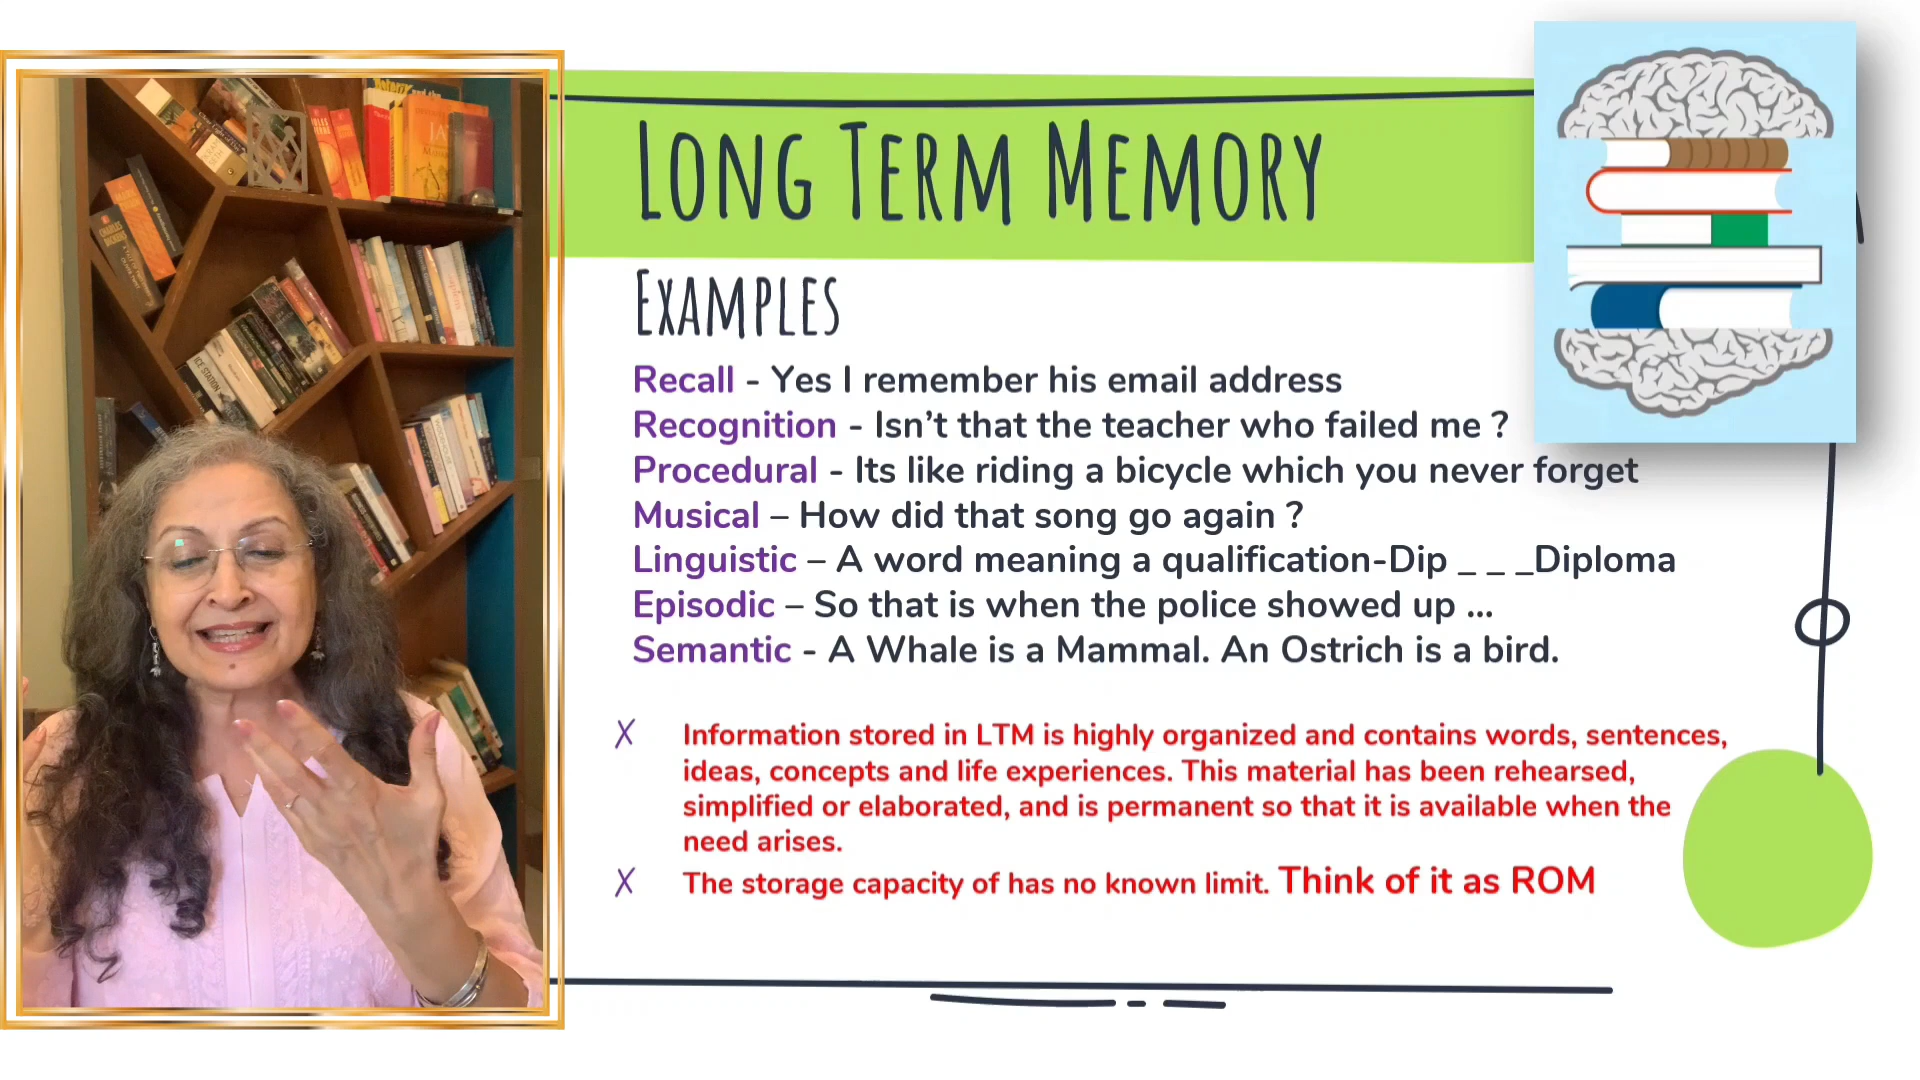 LONG TERM MEMORY
EXAMPLES
Recall - Yes I remember his email address
Recognition - Isn't that the teacher who failed me ?
Procedural - Its like riding a bicycle which you never forget
Musical – How did that song go again ?
Linguistic – A word meaning a qualification-Dip _ _ _Diploma
Episodic – So that is when the police showed up ...
Semantic - A Whale is a Mammal. An Ostrich is a bird.
X Information stored in LTM is highly organized and contains words, sentences,
ideas, concepts and life experiences. This material has been rehearsed,
simplified or elaborated, and is permanent so that it is available when the
need arises.
X The storage capacity of has no known limit. Think of it as ROM
ICE STATION